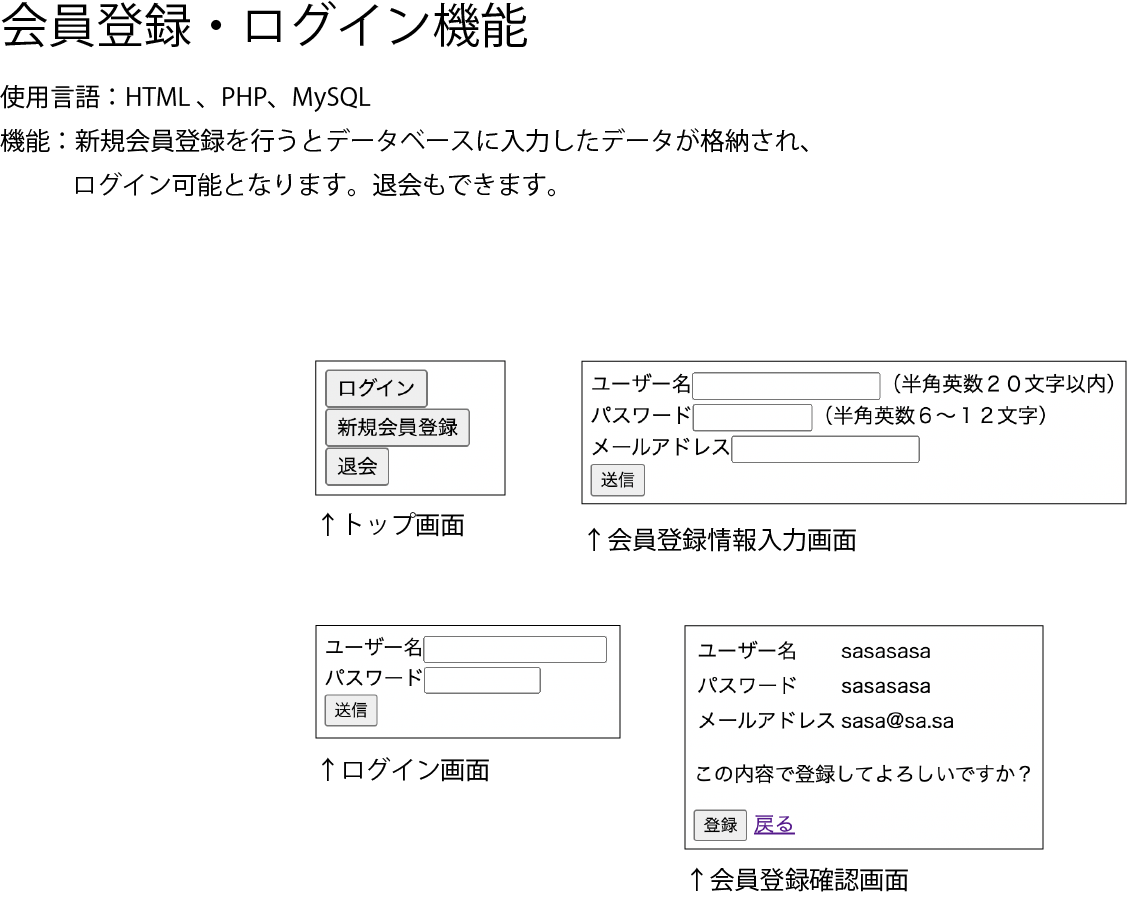 会員登録・ログイン機能
使用言語：HTML 、PHP、MySQL
機能：新規会員登録を行うとデータベースに入力したデータが格納され、
ログイン可能となります。退会もできます。
ログイン
新規会員登録
退会
↑トップ画面
ユーザー名（半角英数２０文字以内）
パスワード（半角英数６〜１２文字）
メールアドレス
送信
↑会員登録情報入力画面
ユーザー名
パスワード
送信
↑ログイン画面
ユーザー名 sasasasa
パスワード sasasasa
メールアドレス sasa@sa.sa
この内容で登録してよろしいですか？
登録 戻る
↑会員登録確認画面